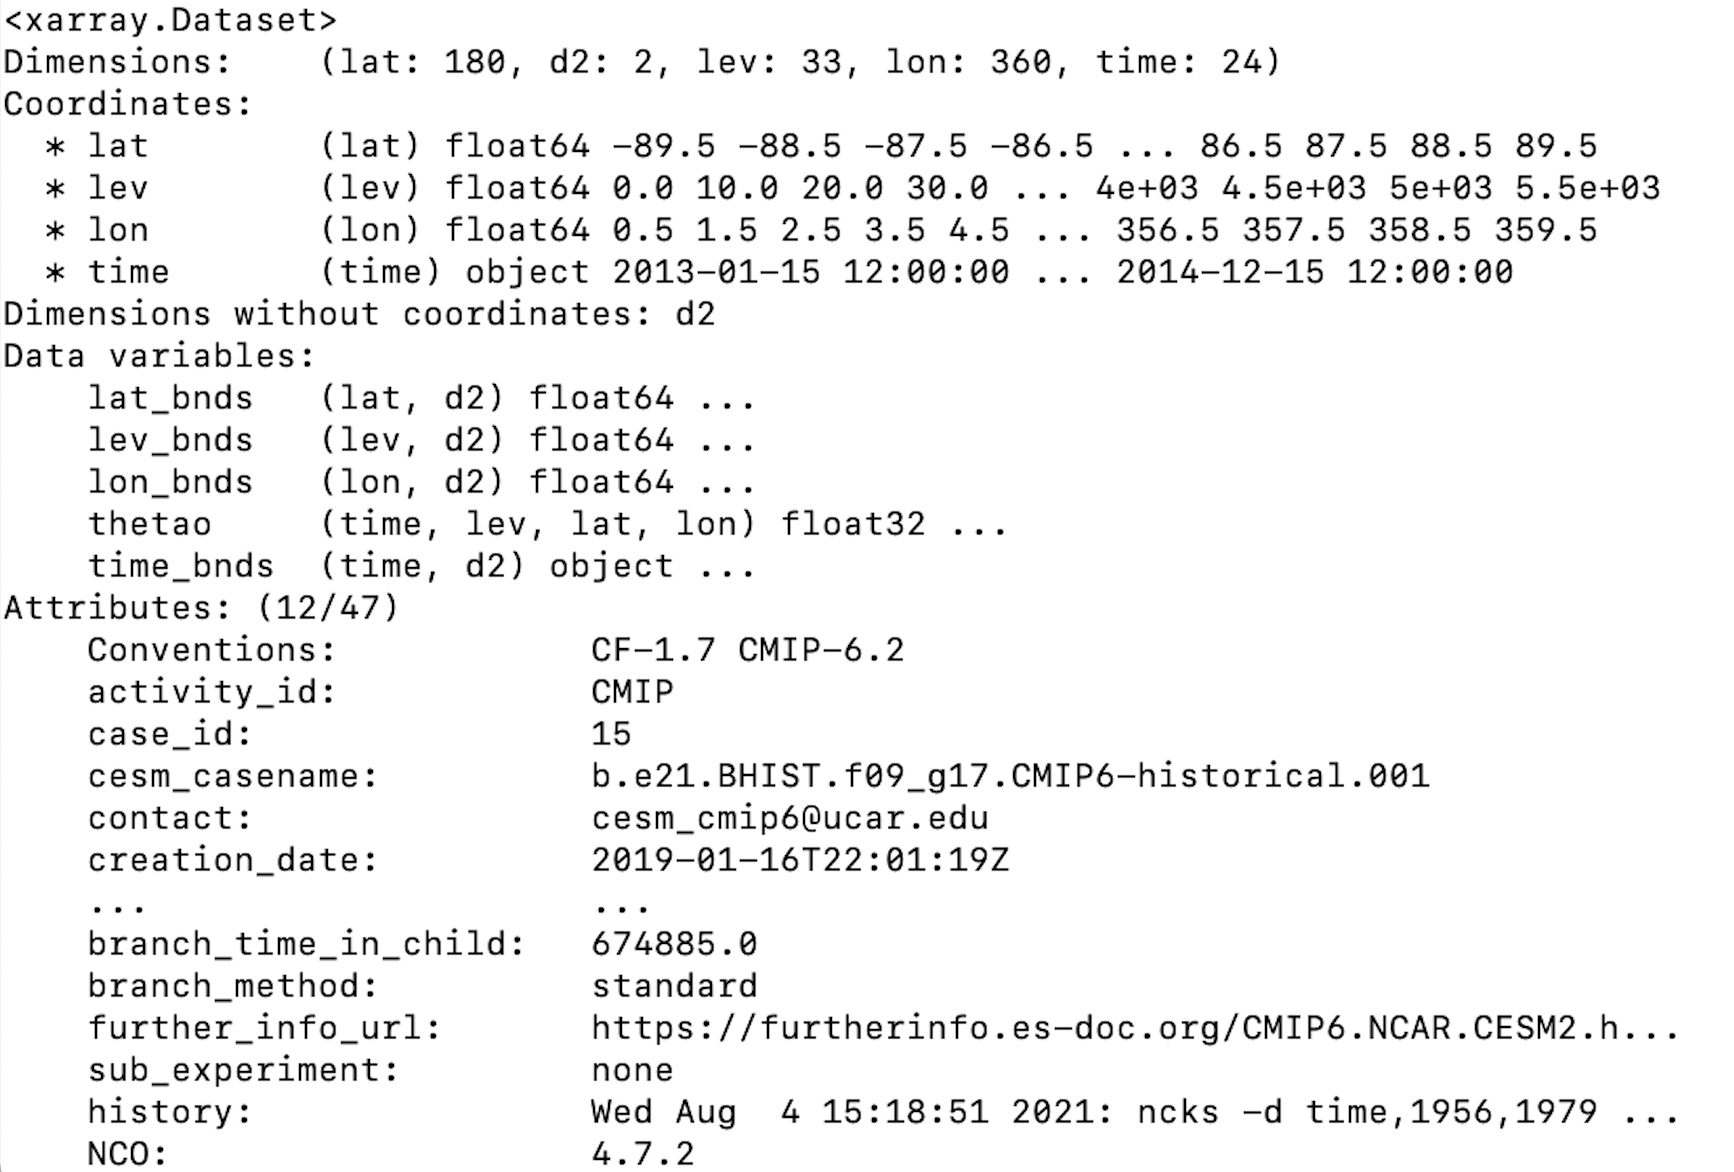 <xarray.Dataset>
Dimensions:    (lat: 180, d2: 2, lev: 33, lon: 360, time: 24)
Coordinates:
  * lat        (lat) float64 -89.5 -88.5 -87.5 -86.5 ... 86.5 87.5 88.5 89.5
  * lev        (lev) float64 0.0 10.0 20.0 30.0 ... 4e+03 4.5e+03 5e+03 5.5e+03
  * lon        (lon) float64 0.5 1.5 2.5 3.5 4.5 ... 356.5 357.5 358.5 359.5
  * time       (time) object 2013-01-15 12:00:00 ... 2014-12-15 12:00:00
Dimensions without coordinates: d2
Data variables:
    lat_bnds   (lat, d2) float64 ...
    lev_bnds   (lev, d2) float64 ...
    lon_bnds   (lon, d2) float64 ...
    thetao     (time, lev, lat, lon) float32 ...
    time_bnds  (time, d2) object ...
Attributes: (12/47)
    Conventions:            CF-1.7 CMIP-6.2
    activity_id:            CMIP
    case_id:                15
    cesm_casename:          b.e21.BHIST.f09_g17.CMIP6-historical.001
    contact:                cesm_cmip6@ucar.edu
    creation_date:          2019-01-16T22:01:19Z
    ...                     ...
    branch_time_in_child:   674885.0
    branch_method:          standard
    further_info_url:       https://furtherinfo.es-doc.org/CMIP6.NCAR.CESM2.h...
    sub_experiment:         none
    history:                Wed Aug  4 15:18:51 2021: ncks -d time,1956,1979 ...
    NCO:                    4.7.2